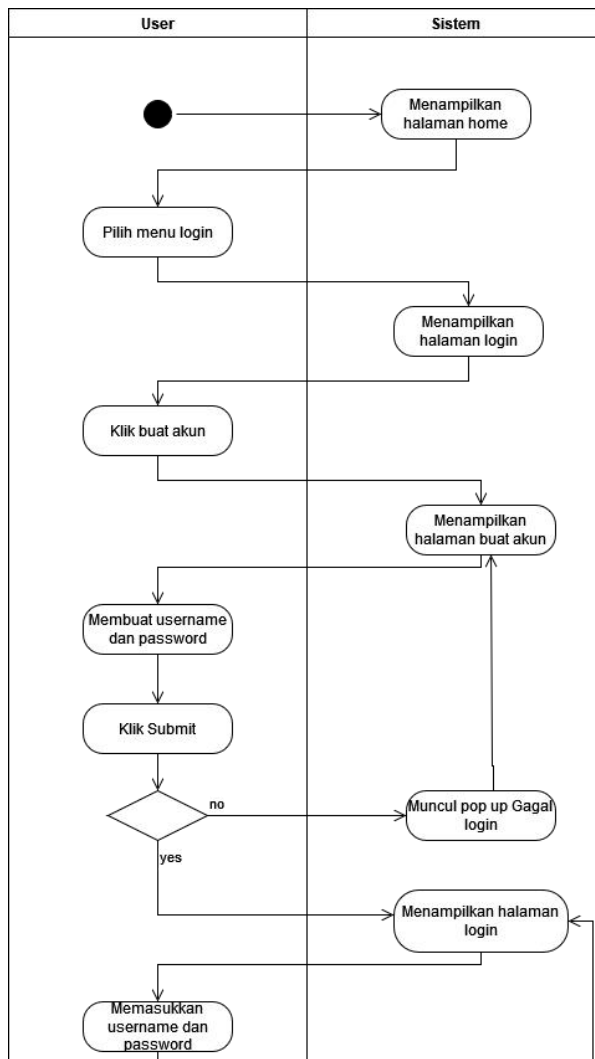 User
Sistem
Menampilkan
halaman home
Pilih menu login
Menampilkan
halaman login
Klik buat akun
Menampilkan
halaman buat akun
Membuat username
dan password
Klik Submit
no
Muncul pop up Gagal
login
yes
Menampilkan halaman
login
Memasukkan
username dan
password